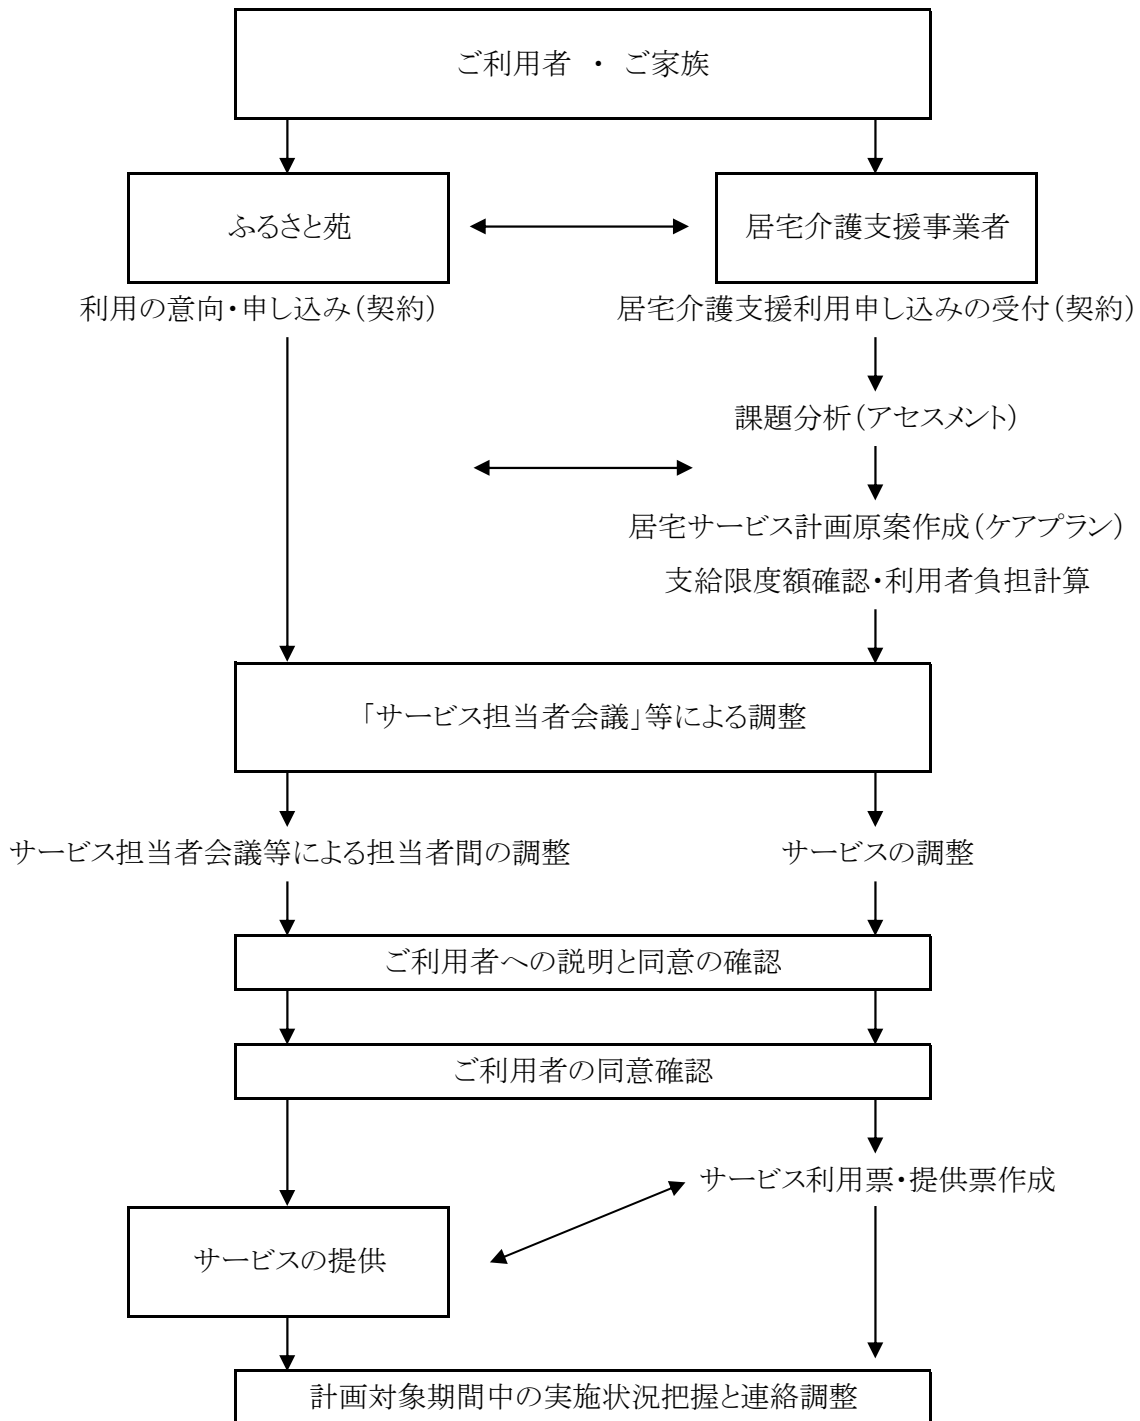 ご利用者 ・ ご家族
ふるさと苑
居宅介護支援事業者
利用の意向・申し込み(契約)
居宅介護支援利用申し込みの受付(契約)
課題分析(アセスメント)
居宅サービス計画原案作成(ケアプラン)
支給限度額確認・利用者負担計算
「サービス担当者会議」等による調整
サービス担当者会議等による担当者間の調整
サービスの調整
ご利用者への説明と同意の確認
ご利用者の同意確認
サービス利用票・提供票作成
サービスの提供
計画対象期間中の実施状況把握と連絡調整